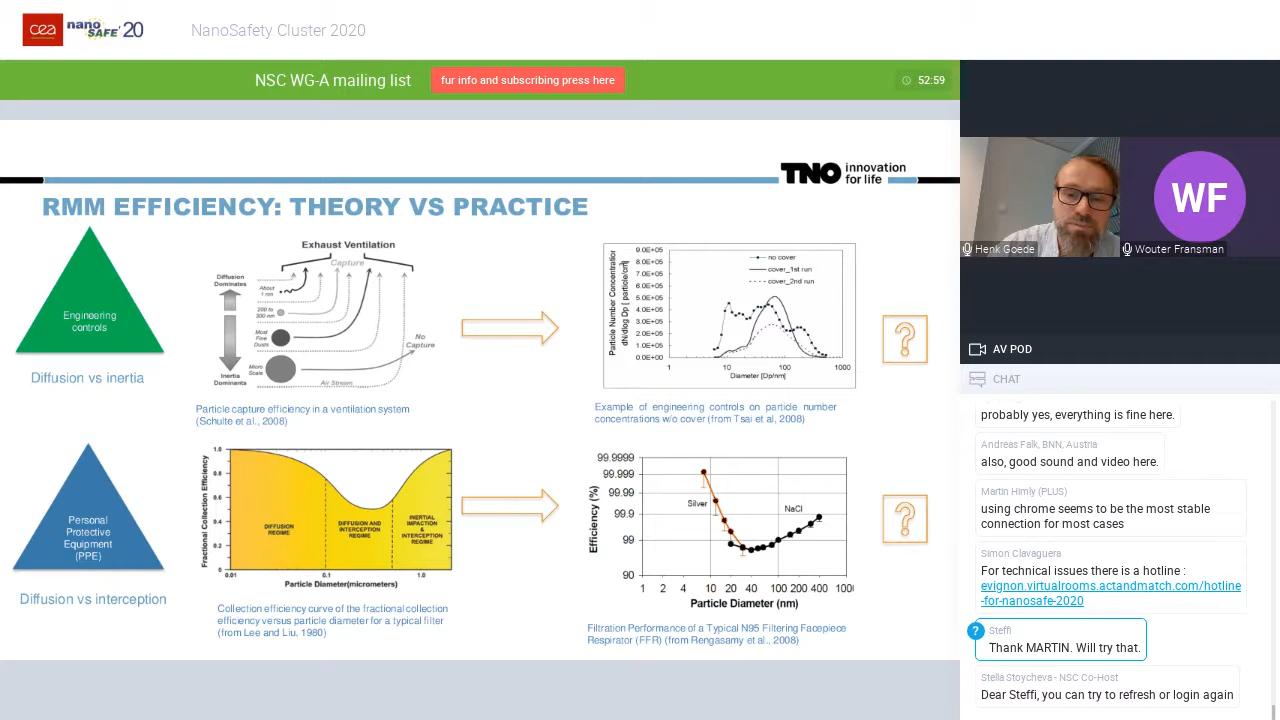 cea nano SAFE' 20
NanoSafety Cluster 2020
NSC WG-A mailing list
fur info and subscribing press here
52:59
TNO innovation
for life
RMM EFFICIENCY: THEORY VS PRACTICE
Engineering
controls
Diffusion vs inertia
Exhaust Ventilation
Capture
Diffusion
Dominates
About
1 nm
200 to
300 nm
Most
Fine
Dusts
Micro
Scale
Inertia
Dominants
No
Capture
Air Stream
Particle capture efficiency in a ventilation system
(Schulte et al., 2008)
Particle Number Concentration
dN/dlog Dp [ particle/cm³]
9.0E+05
8.0E+05
7.0E+05
6.0E+05
5.0E+05
4.0E+05
3.0E+05
2.0E+05
1.0E+05
0.0E+00
no cover
cover_1st run
cover_2nd run
1 10 100 1000
Diameter [Dp/nm]
Example of engineering controls on particle number
concentrations w/o cover (from Tsai et al, 2008)
?
Personal
Protective
Equipment
(PPE)
Diffusion vs interception
Fractional Collection Efficiency
1.0
0.8
0.6
0.4
0.2
0
DIFFUSION
REGIME
DIFFUSION AND
INTERCEPTION
REGIME
INERTIAL
IMPACTION
&
INTERCEPTION
REGIME
0.01 0.1 1.0
Particle Diameter(micrometers)
Collection efficiency curve of the fractional collection
efficiency versus particle diameter for a typical filter
(from Lee and Liu, 1980)
Efficiency (%)
99.9999
99.999
99.99
99.9
99
90
Silver
NaCl
1 2 4 10 20 40 100 200 400 1000
Particle Diameter (nm)
Filtration Performance of a Typical N95 Filtering Facepiece
Respirator (FFR) (from Rengasamy et al., 2008)
?
WF
Henk Goede
Wouter Fransman
AV POD
CHAT
probably yes, everything is fine here.
Andreas Falk, BNN, Austria
also, good sound and video here.
Martin Himly (PLUS)
using chrome seems to be the most stable
connection for most cases
Simon Clavaguera
For technical issues there is a hotline :
evignon.virtualrooms.actandmatch.com/hotline
-for-nanosafe-2020
?
Steffi
Thank MARTIN. Will try that.
Stella Stoycheva - NSC Co-Host
Dear Steffi, you can try to refresh or login again